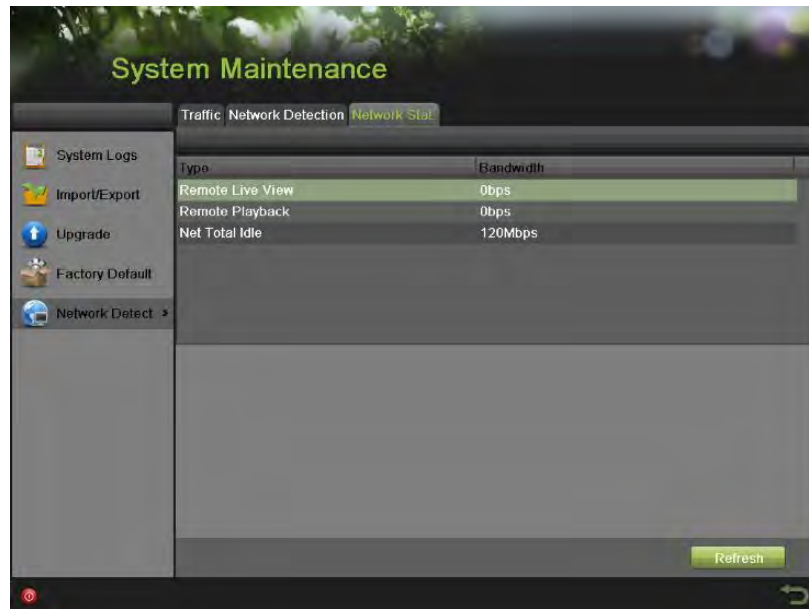 System Maintenance
Traffic Network Detection Network Stat.
System Logs
Import/Export
Upgrade
Factory Default
Network Detect
Type Bandwidth
Remote Live View 0bps
Remote Playback 0bps
Net Total Idle 120Mbps
Refresh